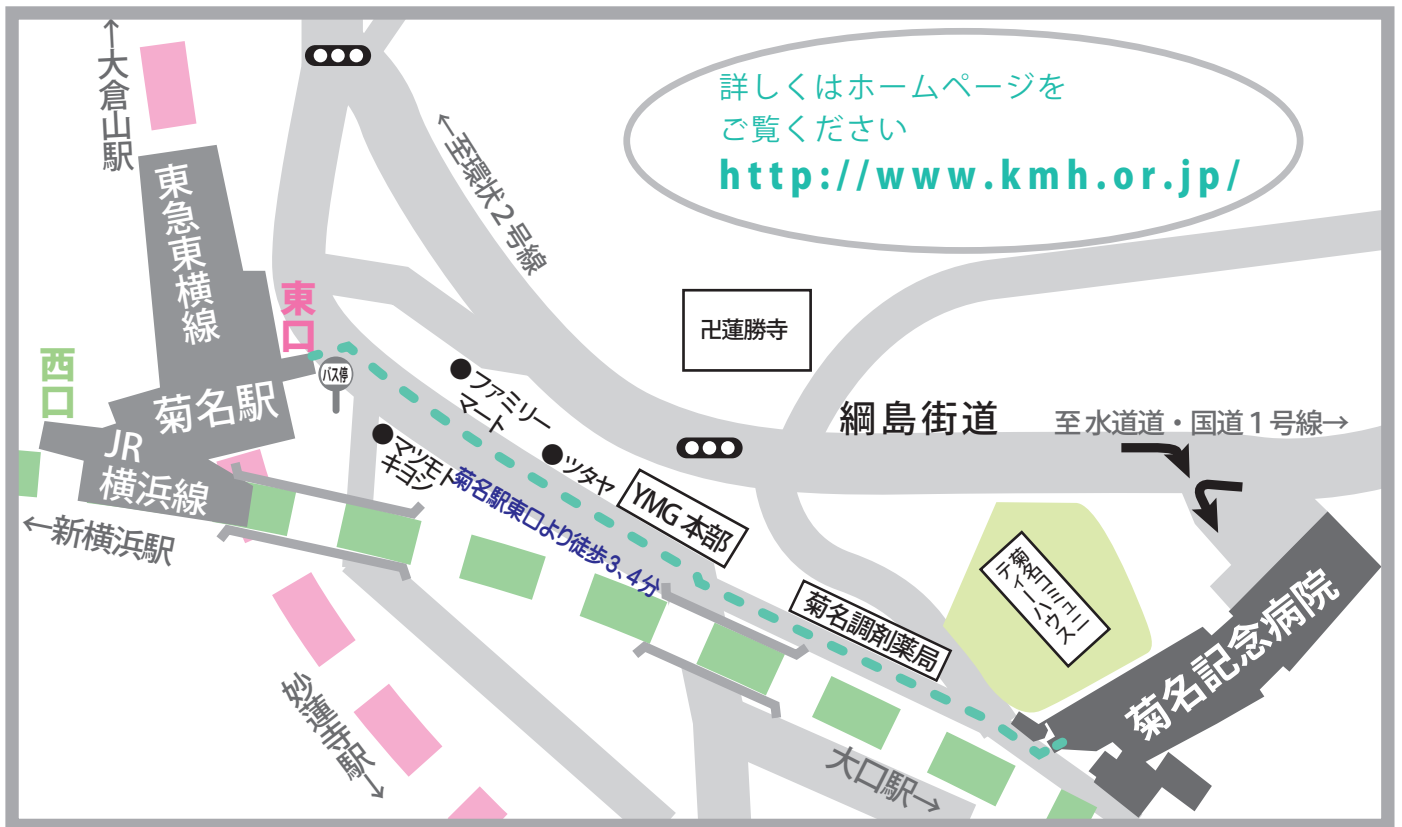 ↑大倉山駅
東急東横線
東口
西口
菊名駅
JR
横浜線
←新横浜駅
バス停
←至環状２号線
詳しくはホームページを
ご覧ください
http://www.kmh.or.jp/
卍蓮勝寺
●ファミリー
マート
●マツモト
キヨシ
●ツタヤ
YMG 本部
菊名駅東口より徒歩３、４分
綱島街道
至 水道道・国道１号線→
菊名調剤薬局
菊名コミュニ
ティーハウス
菊名記念病院
妙蓮寺駅→
大口駅→